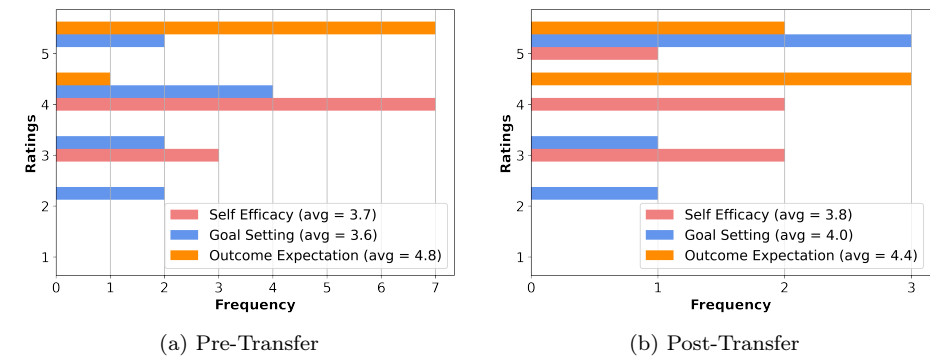 Ratings
5
4
3
2
1
Self Efficacy (avg = 3.7)
Goal Setting (avg = 3.6)
Outcome Expectation (avg = 4.8)
0 1 2 3 4 5 6 7
Frequency
(a) Pre-Transfer
Ratings
5
4
3
2
1
Self Efficacy (avg = 3.8)
Goal Setting (avg = 4.0)
Outcome Expectation (avg = 4.4)
0 1 2 3
Frequency
(b) Post-Transfer